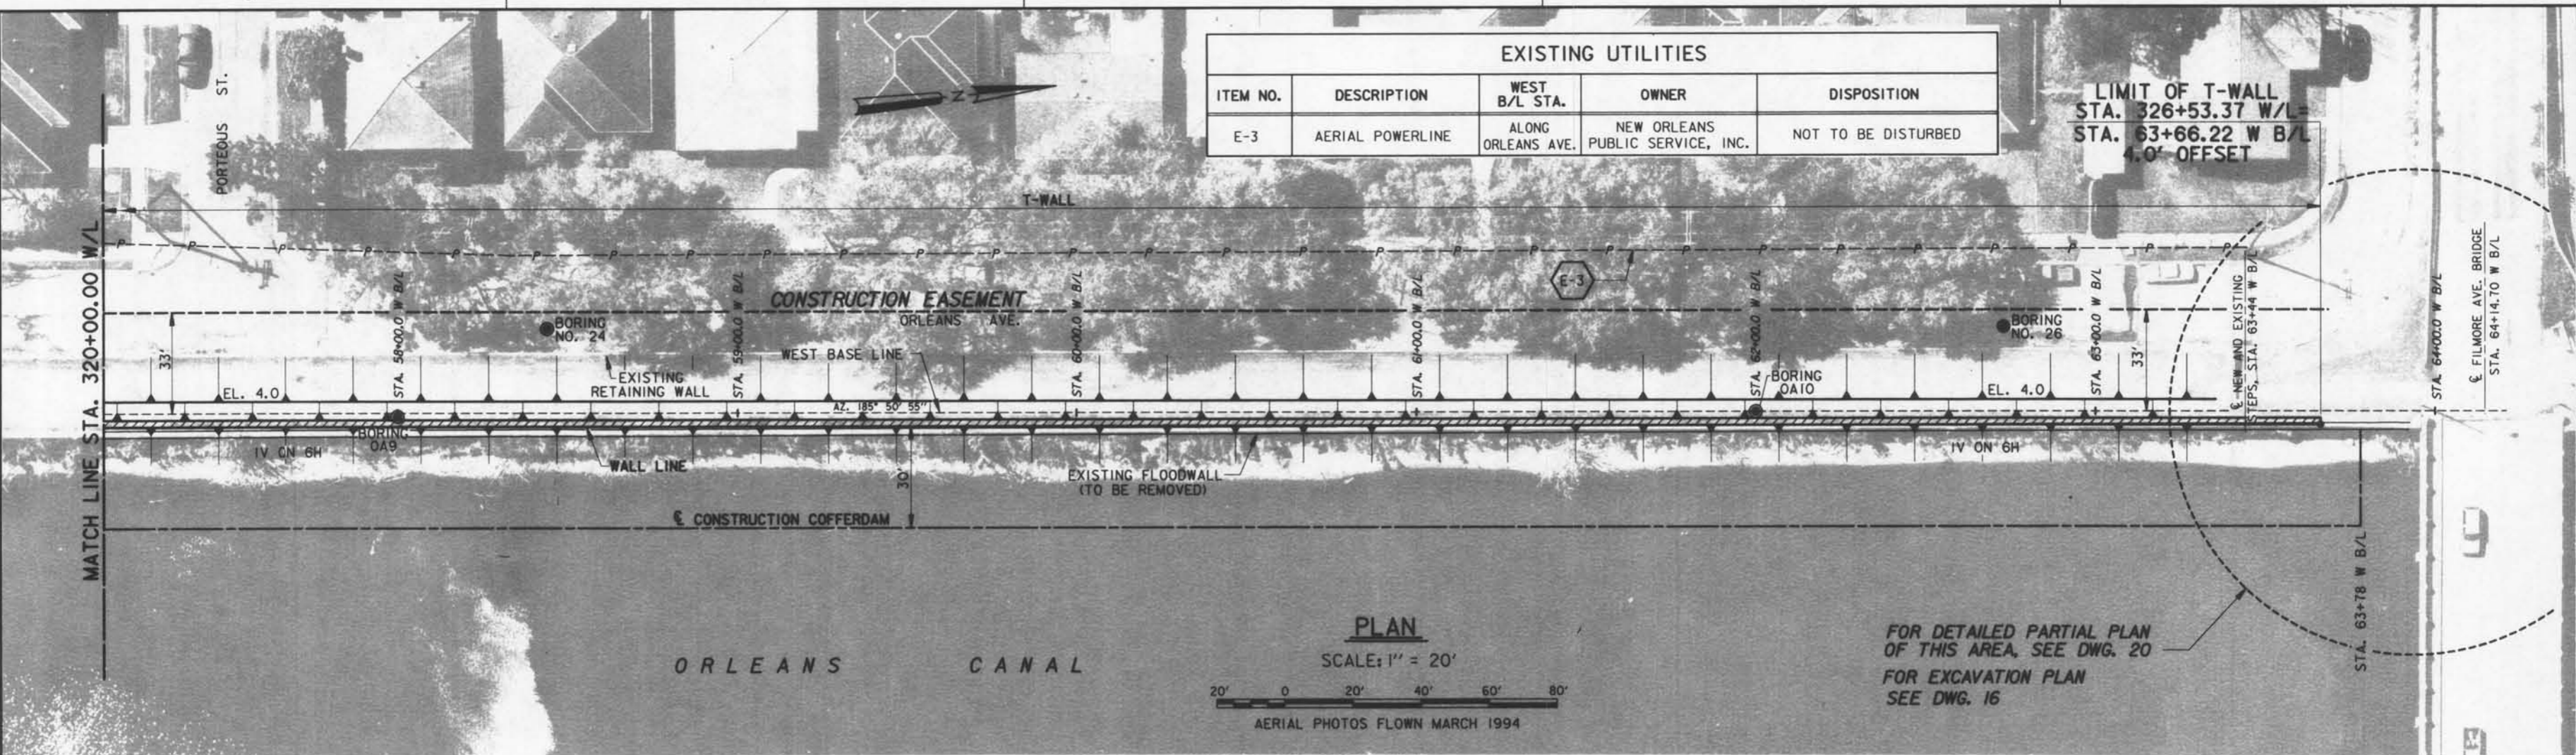 EXISTING UTILITIES
ITEM NO. DESCRIPTION WEST B/L STA. OWNER DISPOSITION
E-3 AERIAL POWERLINE ALONG ORLEANS AVE. NEW ORLEANS PUBLIC SERVICE, INC. NOT TO BE DISTURBED
LIMIT OF T-WALL
STA. 326+53.37 W/L=
STA. 63+66.22 W B/L
4.0' OFFSET
PORTEOUS ST.
Z
T-WALL
MATCH LINE STA. 320+00.00 W/L
P P P P P P P P P P P P P P P P P P P P P P P P P P P P
E-3
CONSTRUCTION EASEMENT
ORLEANS AVE.
STA. 58+00.0 W B/L
STA. 59+00.0 W B/L
STA. 60+00.0 W B/L
STA. 61+00.0 W B/L
STA. 62+00.0 W B/L
STA. 63+00.0 W B/L
STA. 64+00.0 W B/L
BORING
NO. 24
BORING
NO. 26
33'
33'
WEST BASE LINE
EXISTING
RETAINING WALL
BORING
OA10
EL. 4.0
EL. 4.0
AZ. 185° 50' 55"
BORING
OA9
1V ON 6H
1V ON 6H
WALL LINE
30'
EXISTING FLOODWALL
(TO BE REMOVED)
℄ CONSTRUCTION COFFERDAM
℄ NEW AND EXISTING
STEPS, STA. 63+44 W B/L
℄ FILMORE AVE. BRIDGE
STA. 64+14.70 W B/L
STA. 63+78 W B/L
ORLEANS CANAL
PLAN
SCALE: 1" = 20'
20' 0 20' 40' 60' 80'
AERIAL PHOTOS FLOWN MARCH 1994
FOR DETAILED PARTIAL PLAN
OF THIS AREA, SEE DWG. 20
FOR EXCAVATION PLAN
SEE DWG. 16